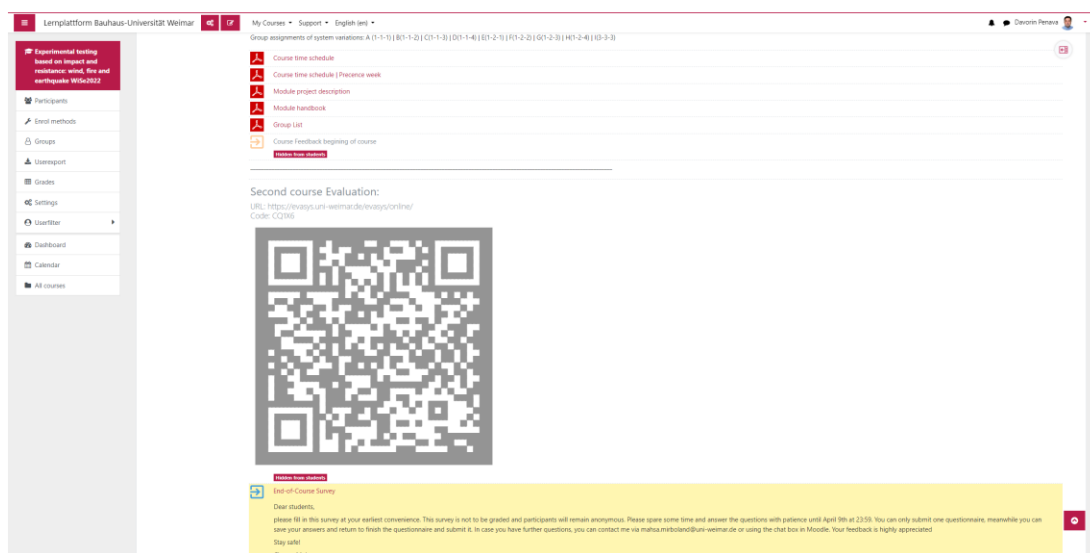 Lernplattform Bauhaus-Universität Weimar
My Courses Support English (en)
Davorin Penava
Experimental testing
based on impact and
resistance: wind, fire and
earthquake WiSe2022
Participants
Enrol methods
Groups
Userexport
Grades
Settings
Userfilter
Dashboard
Calendar
All courses
Group assignments of system variations: A (1-1-1) | B(1-1-2) | C(1-1-3) | D(1-1-4) | E(1-2-1) | F(1-2-2) | G(1-2-3) | H(1-2-4) | I(3-3-3)
Course time schedule
Course time schedule | Precence week
Module project description
Module handbook
Group List
Course Feedback begining of course
Hidden from students
Second course Evaluation:
URL: https://evasys.uni-weimar.de/evasys/online/
Code:
Hidden from students
End-of-Course Survey
Dear students,
please fill in this survey at your earliest convenience. This survey is not to be graded and participants will remain anonymous. Please spare some time and answer the questions with patience until April 9th at 23:59. You can only submit one questionnaire, meanwhile you can
save your answers and return to finish the questionnaire and submit it. In case you have further questions, you can contact me via mahsa.mirboland@uni-weimar.de or using the chat box in Moodle. Your feedback is highly appreciated
Stay safe!